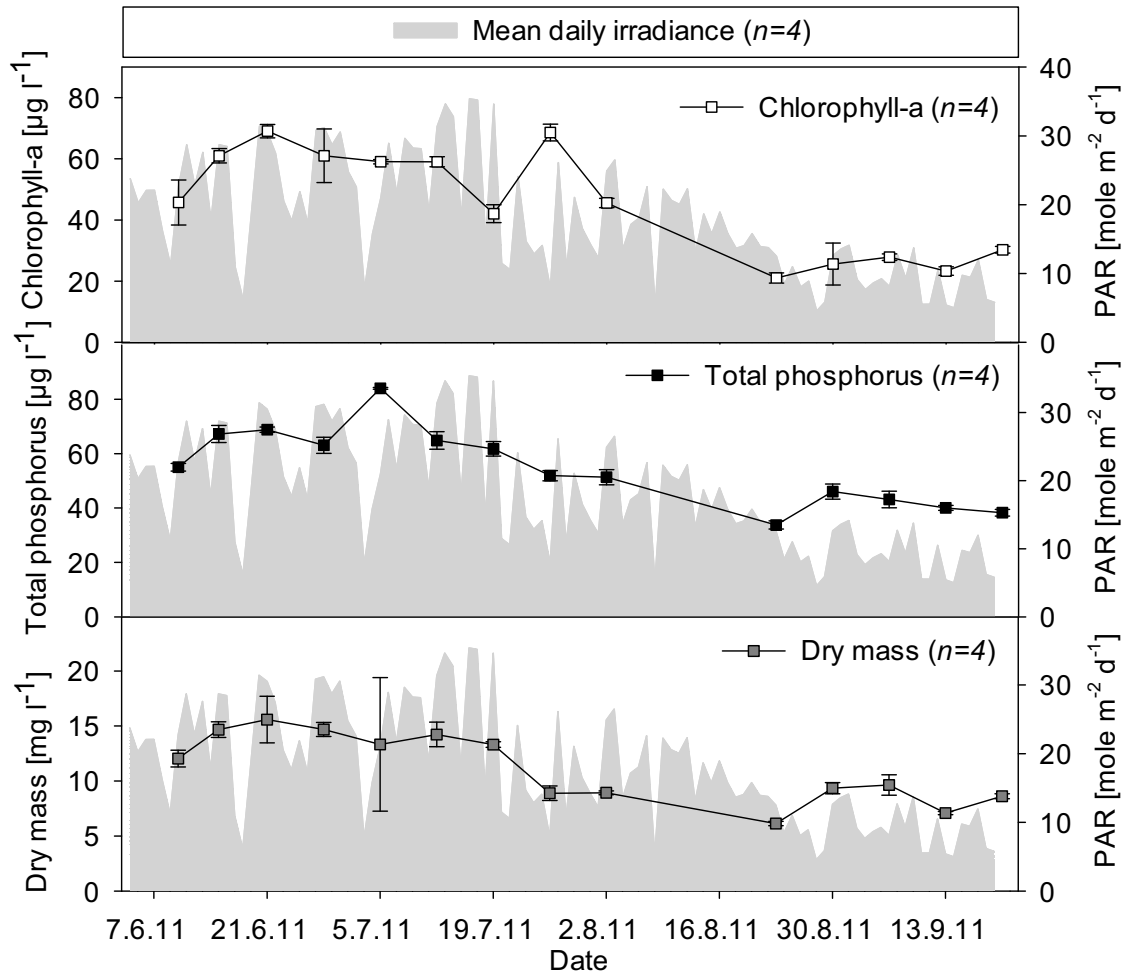 Mean daily irradiance (n=4)
Chlorophyll-a [µg l⁻¹]
80
60
40
20
0
Chlorophyll-a (n=4)
40
30
20
10
0
PAR [mole m⁻² d⁻¹]
Total phosphorus [µg l⁻¹]
80
60
40
20
0
Total phosphorus (n=4)
30
20
10
0
PAR [mole m⁻² d⁻¹]
Dry mass [mg l⁻¹]
20
15
10
5
0
Dry mass (n=4)
30
20
10
0
PAR [mole m⁻² d⁻¹]
7.6.11 21.6.11 5.7.11 19.7.11 2.8.11 16.8.11 30.8.11 13.9.11
Date